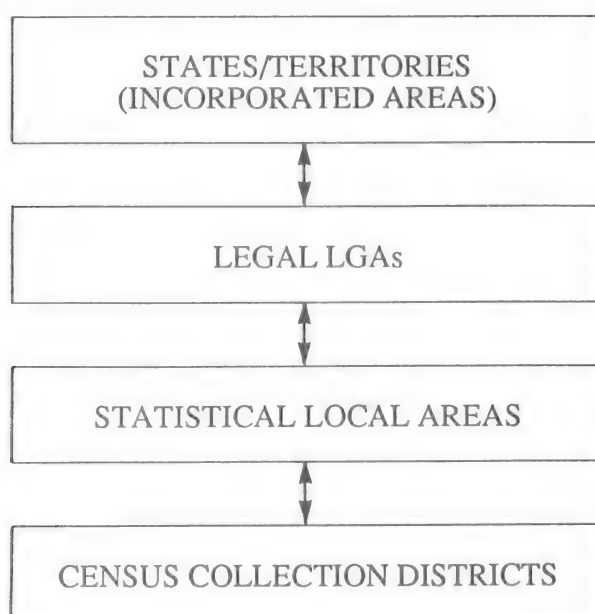 STATES/TERRITORIES
(INCORPORATED AREAS)
LEGAL LGAs
STATISTICAL LOCAL AREAS
CENSUS COLLECTION DISTRICTS